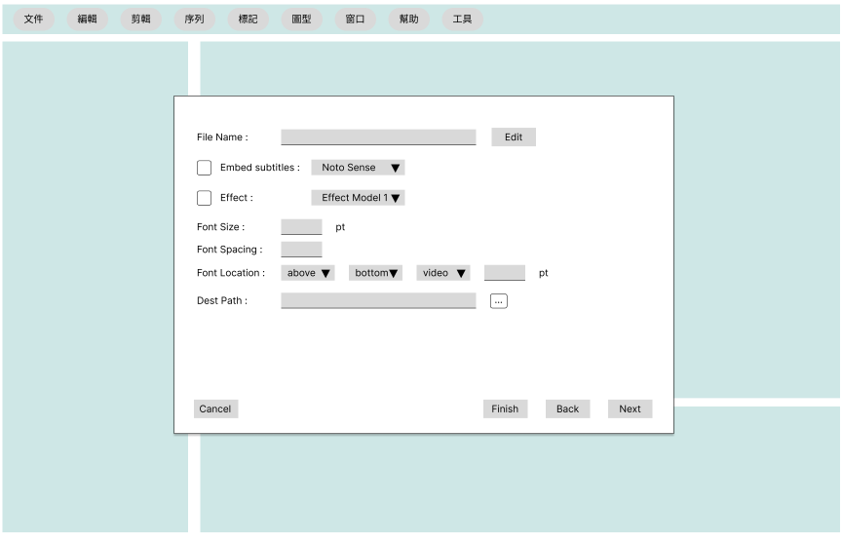 文件 編輯 剪輯 序列 標記 圖型 窗口 幫助 工具
File Name : Edit
Embed subtitles : Noto Sense
Effect : Effect Model 1
Font Size : pt
Font Spacing :
Font Location : above bottom video pt
Dest Path : ...
Cancel Finish Back Next